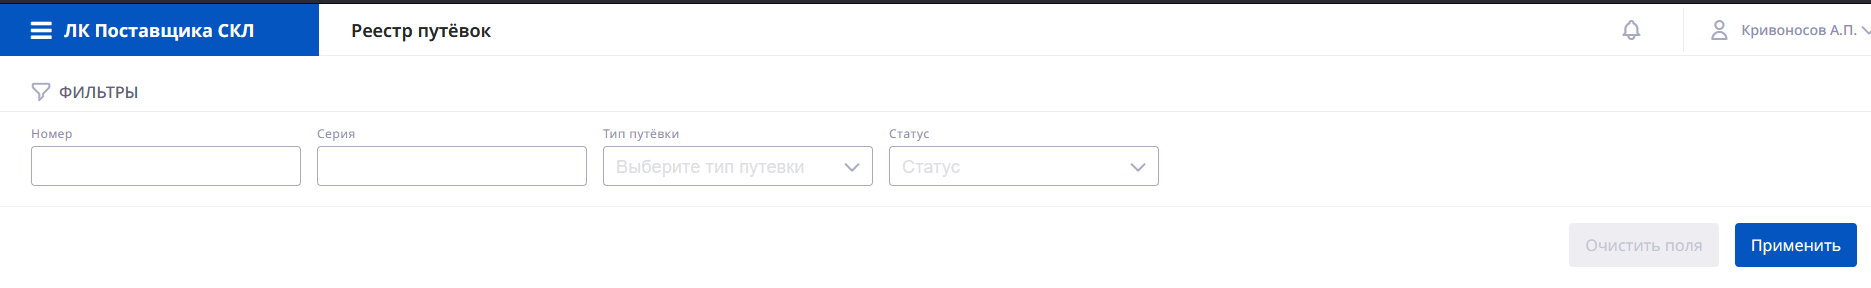 ЛК Поставщика СКЛ
Реестр путёвок
Кривоносов А.П.
ФИЛЬТРЫ
Номер
Серия
Тип путёвки
Статус
Выберите тип путевки
Статус
Очистить поля
Применить